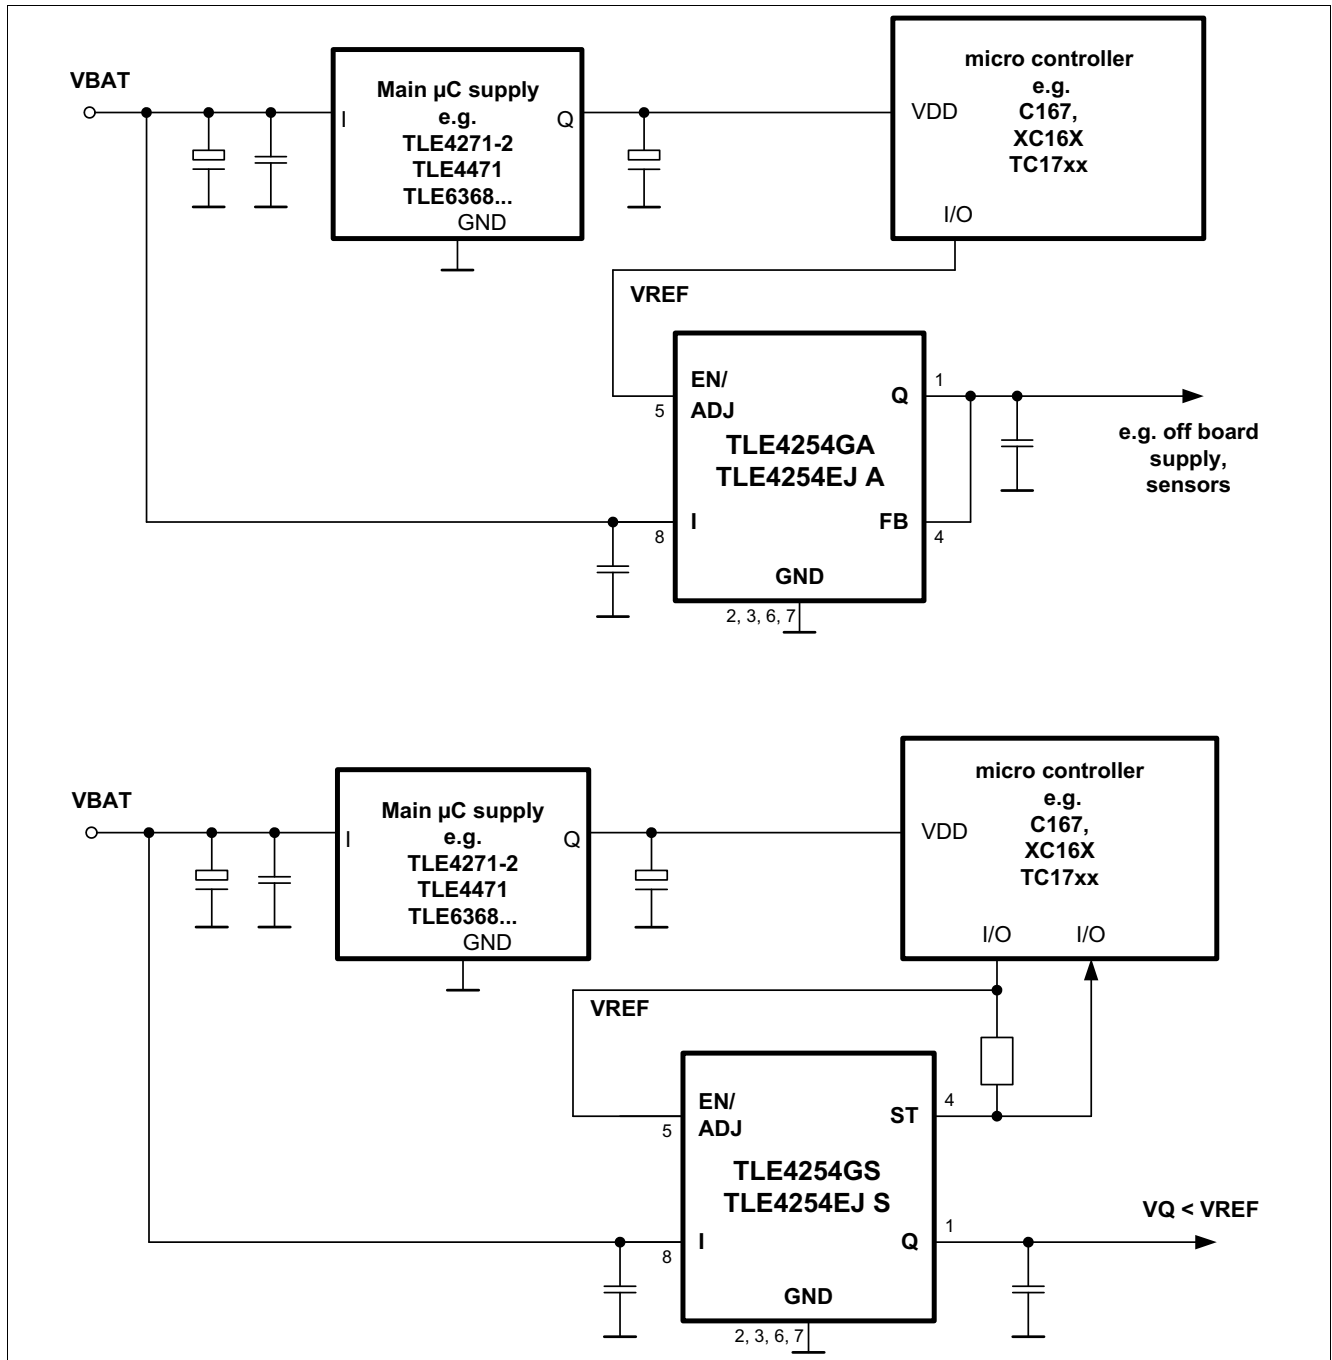 VBAT
I
Main µC supply
e.g.
TLE4271-2
TLE4471
TLE6368...
GND
Q
micro controller
e.g.
C167,
XC16X
TC17xx
VDD
I/O
VREF
EN/
ADJ
5
Q
1
TLE4254GA
TLE4254EJ A
I
8
FB
4
GND
2, 3, 6, 7
e.g. off board
supply,
sensors
VBAT
I
Main µC supply
e.g.
TLE4271-2
TLE4471
TLE6368...
GND
Q
micro controller
e.g.
C167,
XC16X
TC17xx
VDD
I/O I/O
VREF
EN/
ADJ
5
ST
4
TLE4254GS
TLE4254EJ S
I
8
Q
1
GND
2, 3, 6, 7
VQ < VREF